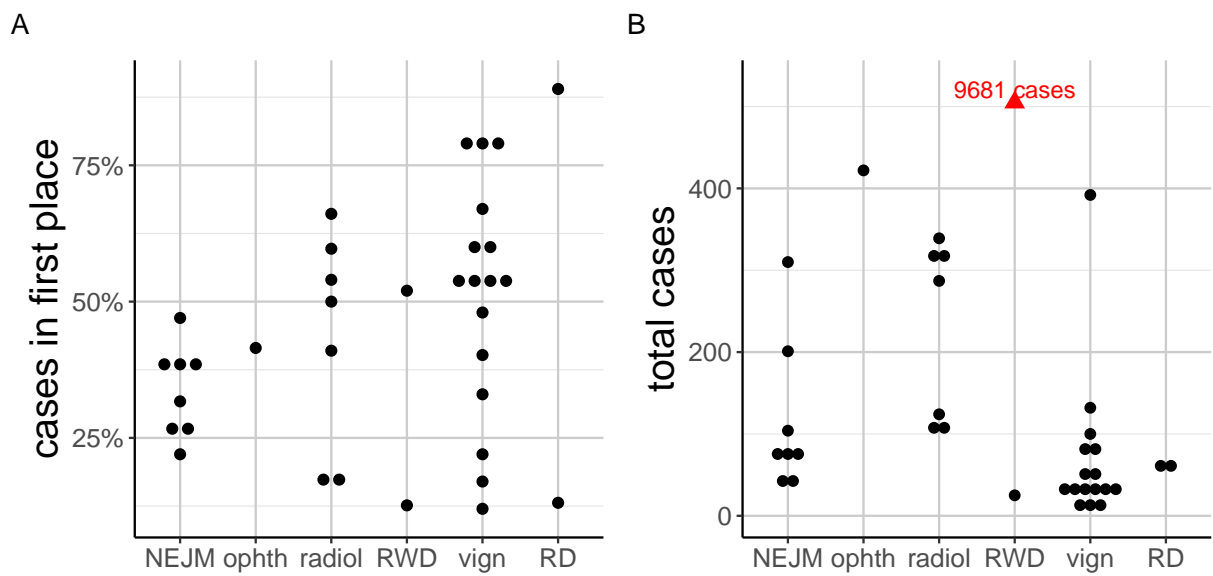 A
cases in first place
75%
50%
25%
NEJM ophth radiol RWD vign RD
B
total cases
9681 cases
400
200
0
NEJM ophth radiol RWD vign RD